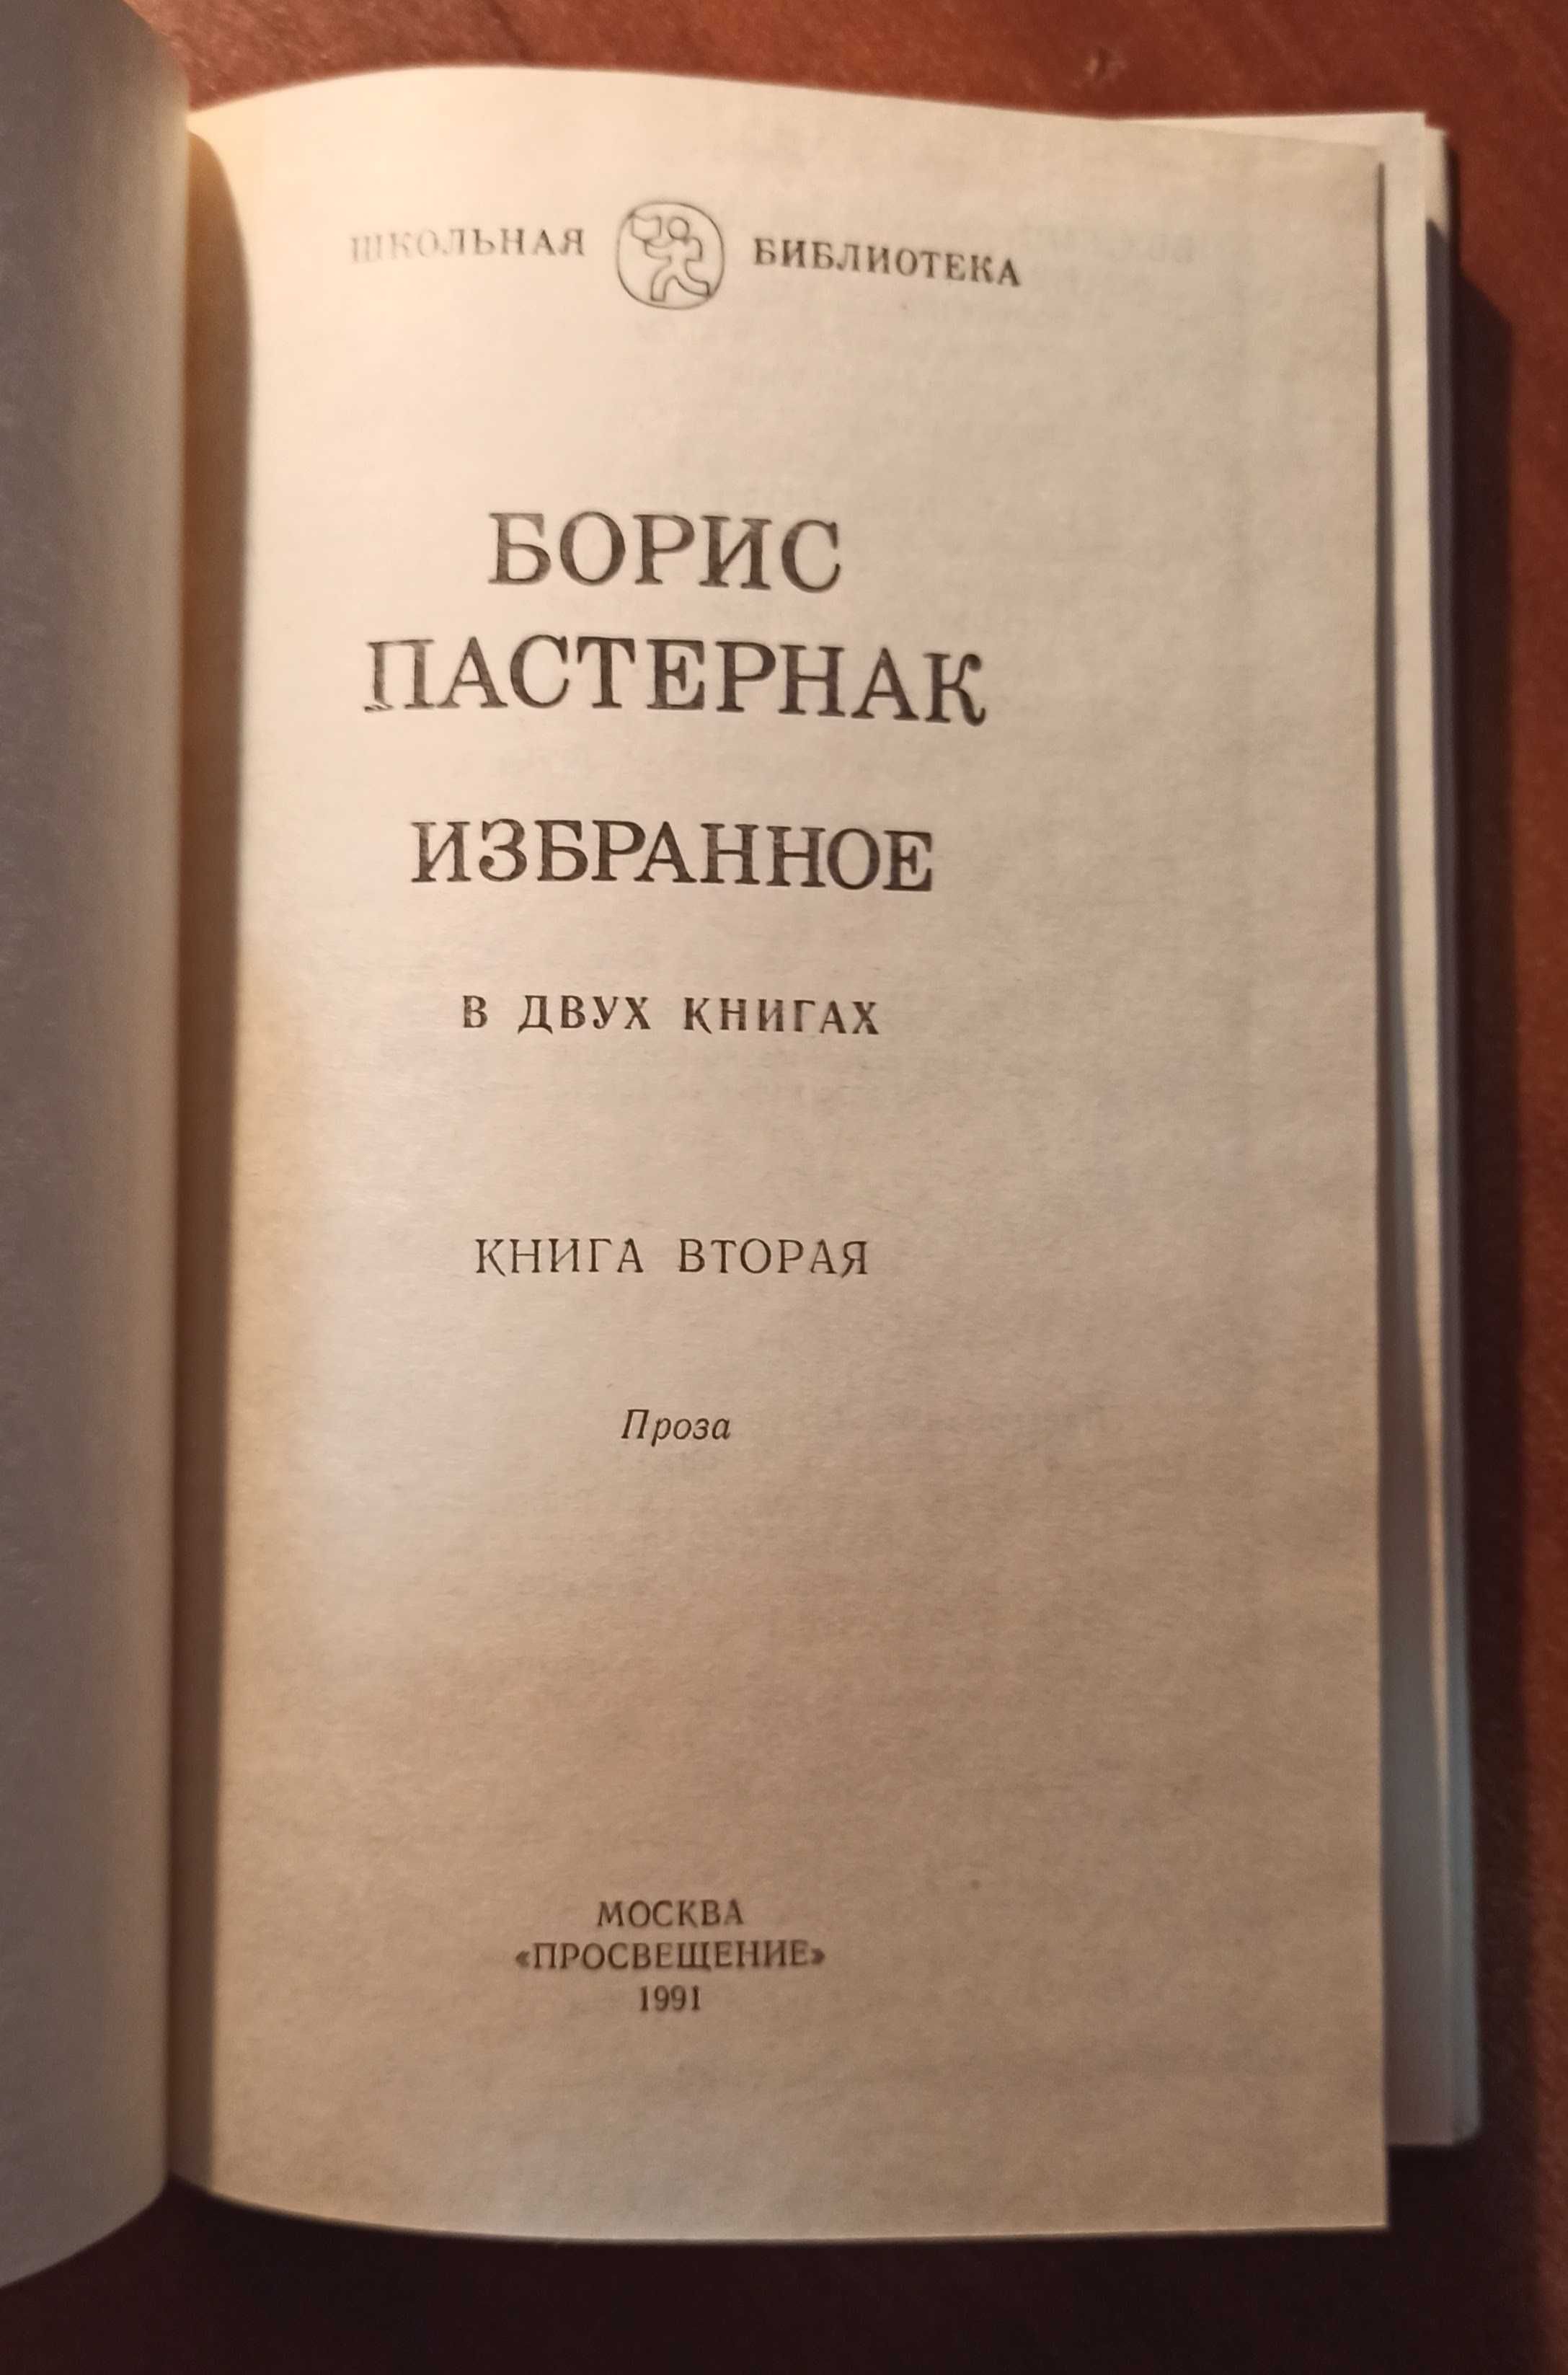 ШКОЛЬНАЯ БИБЛИОТЕКА
БОРИС
ПАСТЕРНАК
ИЗБРАННОЕ
В ДВУХ КНИГАХ
КНИГА ВТОРАЯ
Проза
МОСКВА
«ПРОСВЕЩЕНИЕ»
1991